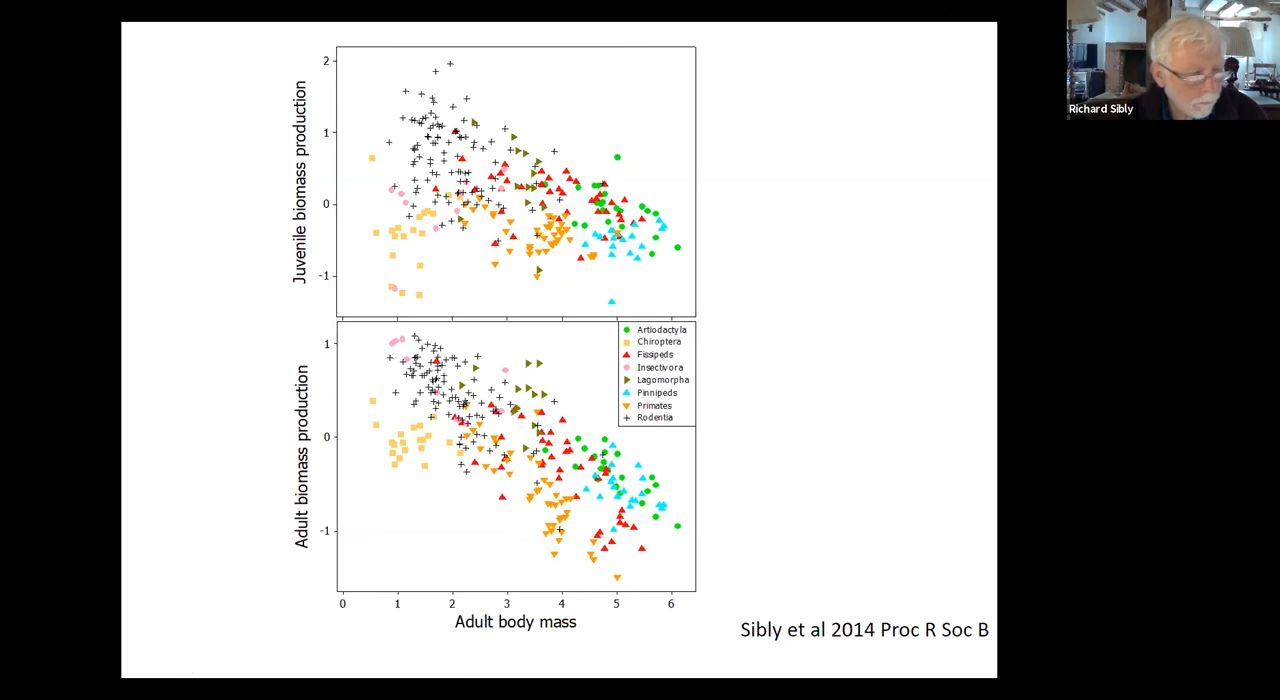 Richard Sibly
Juvenile biomass production
2
1
0
-1
Adult biomass production
1
0
-1
Artiodactyla
Chiroptera
Fissipeds
Insectivora
Lagomorpha
Pinnipeds
Primates
Rodentia
0 1 2 3 4 5 6
Adult body mass
Sibly et al 2014 Proc R Soc B